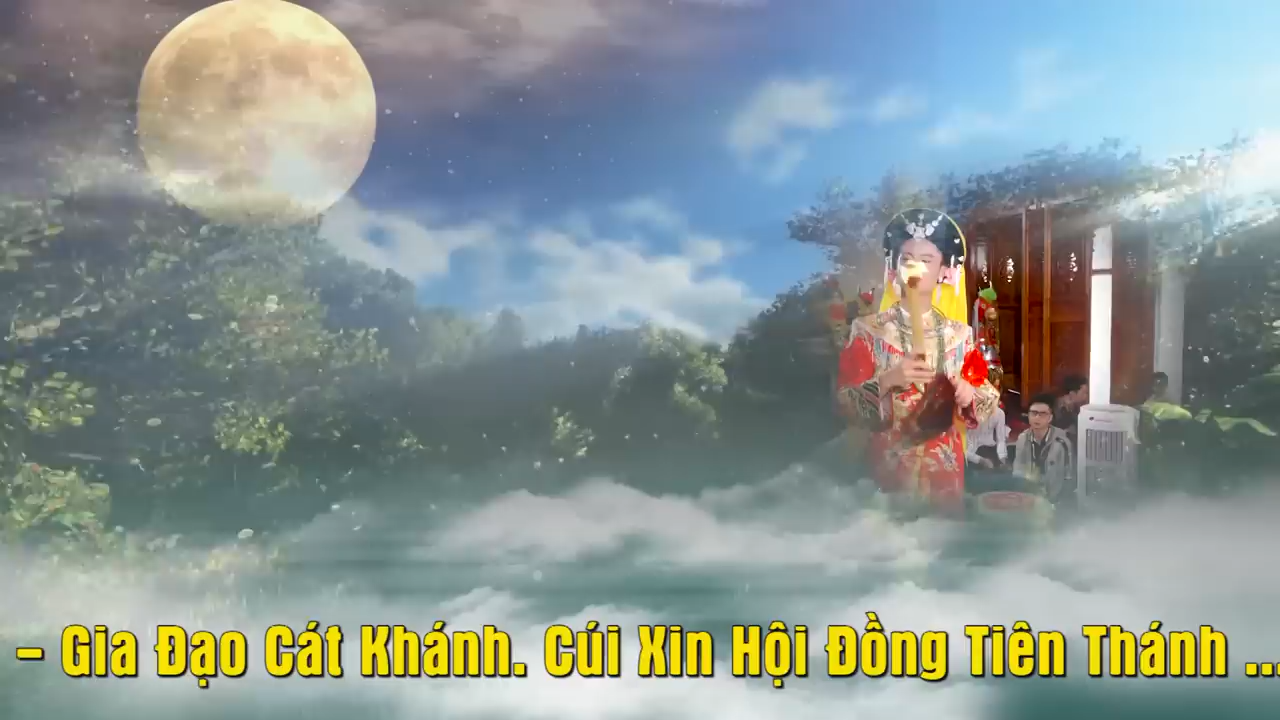 – Gia Đạo Cát Khánh. Cúi Xin Hội Đồng Tiên Thánh ...